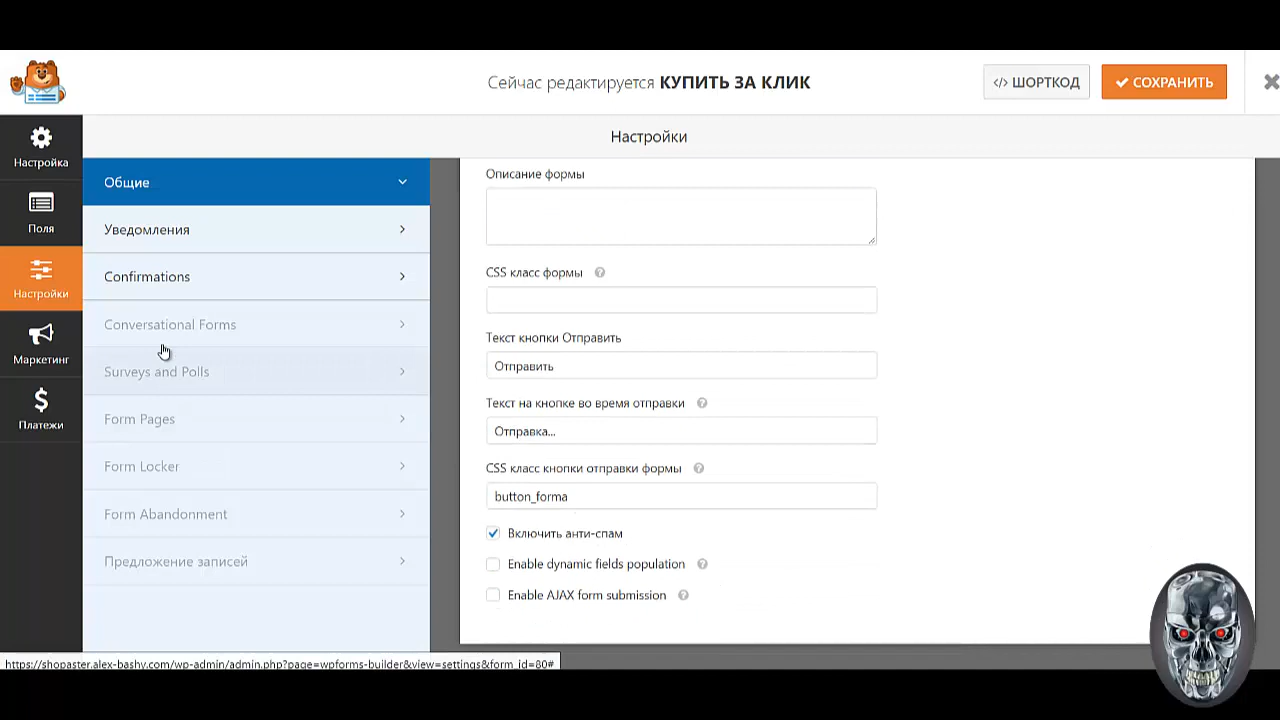 Сейчас редактируется КУПИТЬ ЗА КЛИК
</> ШОРТКОД
СОХРАНИТЬ
Настройка
Поля
Настройки
Маркетинг
Платежи
Настройки
Общие
Уведомления
Confirmations
Conversational Forms
Surveys and Polls
Form Pages
Form Locker
Form Abandonment
Предложение записей
Описание формы
CSS класс формы
Текст кнопки Отправить
Отправить
Текст на кнопке во время отправки
Отправка...
CSS класс кнопки отправки формы
button_forma
Включить анти-спам
Enable dynamic fields population
Enable AJAX form submission
https://shopaster.alex-bashy.com/wp-admin/admin.php?page=wpforms-builder&view=settings&form_id=80#